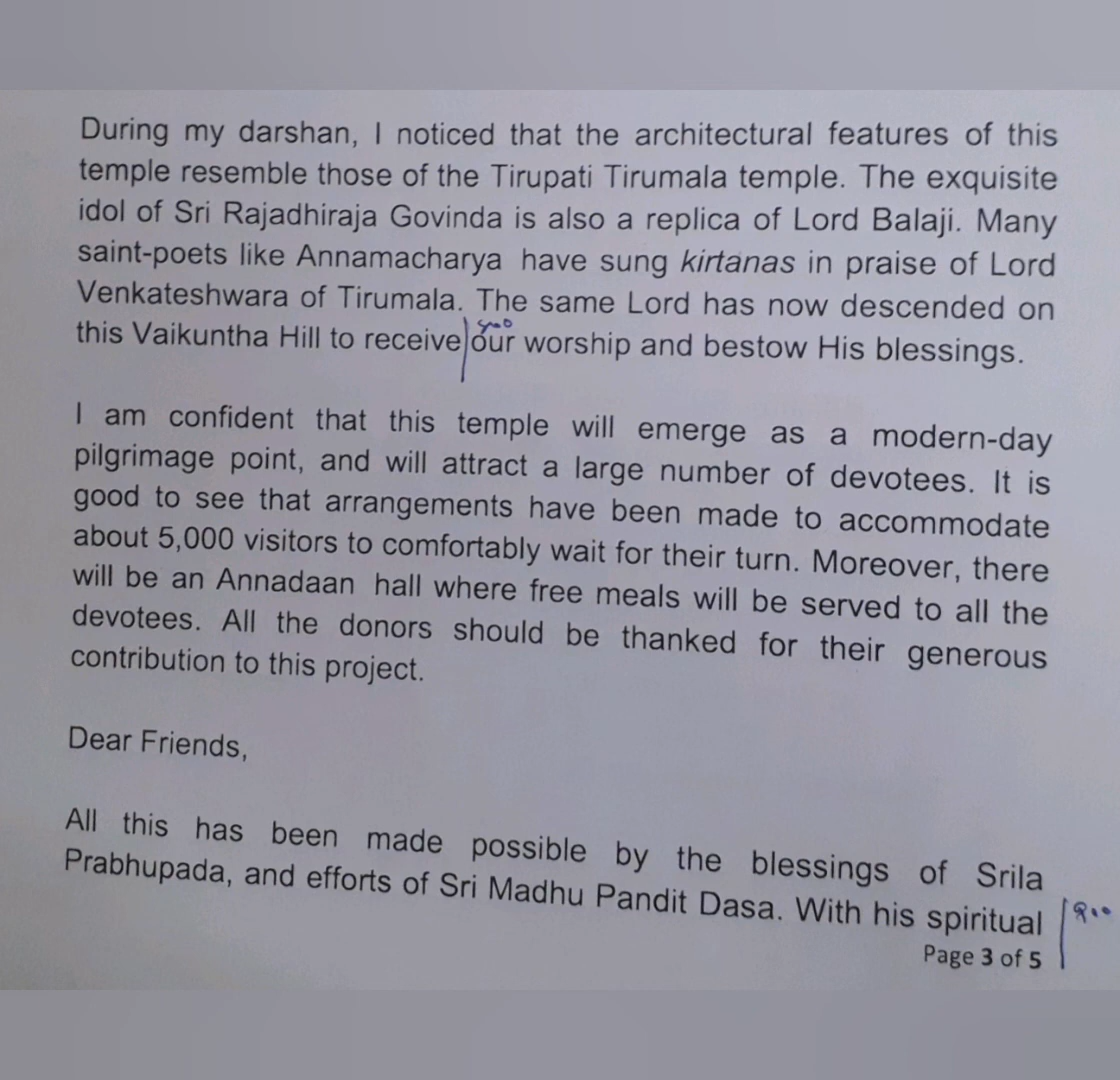 During my darshan, I noticed that the architectural features of this
temple resemble those of the Tirupati Tirumala temple. The exquisite
idol of Sri Rajadhiraja Govinda is also a replica of Lord Balaji. Many
saint-poets like Annamacharya have sung kirtanas in praise of Lord
Venkateshwara of Tirumala. The same Lord has now descended on
this Vaikuntha Hill to receive our worship and bestow His blessings.
I am confident that this temple will emerge as a modern-day
pilgrimage point, and will attract a large number of devotees. It is
good to see that arrangements have been made to accommodate
about 5,000 visitors to comfortably wait for their turn. Moreover, there
will be an Annadaan hall where free meals will be served to all the
devotees. All the donors should be thanked for their generous
contribution to this project.
Dear Friends,
All this has been made possible by the blessings of Srila
Prabhupada, and efforts of Sri Madhu Pandit Dasa. With his spiritual
Page 3 of 5